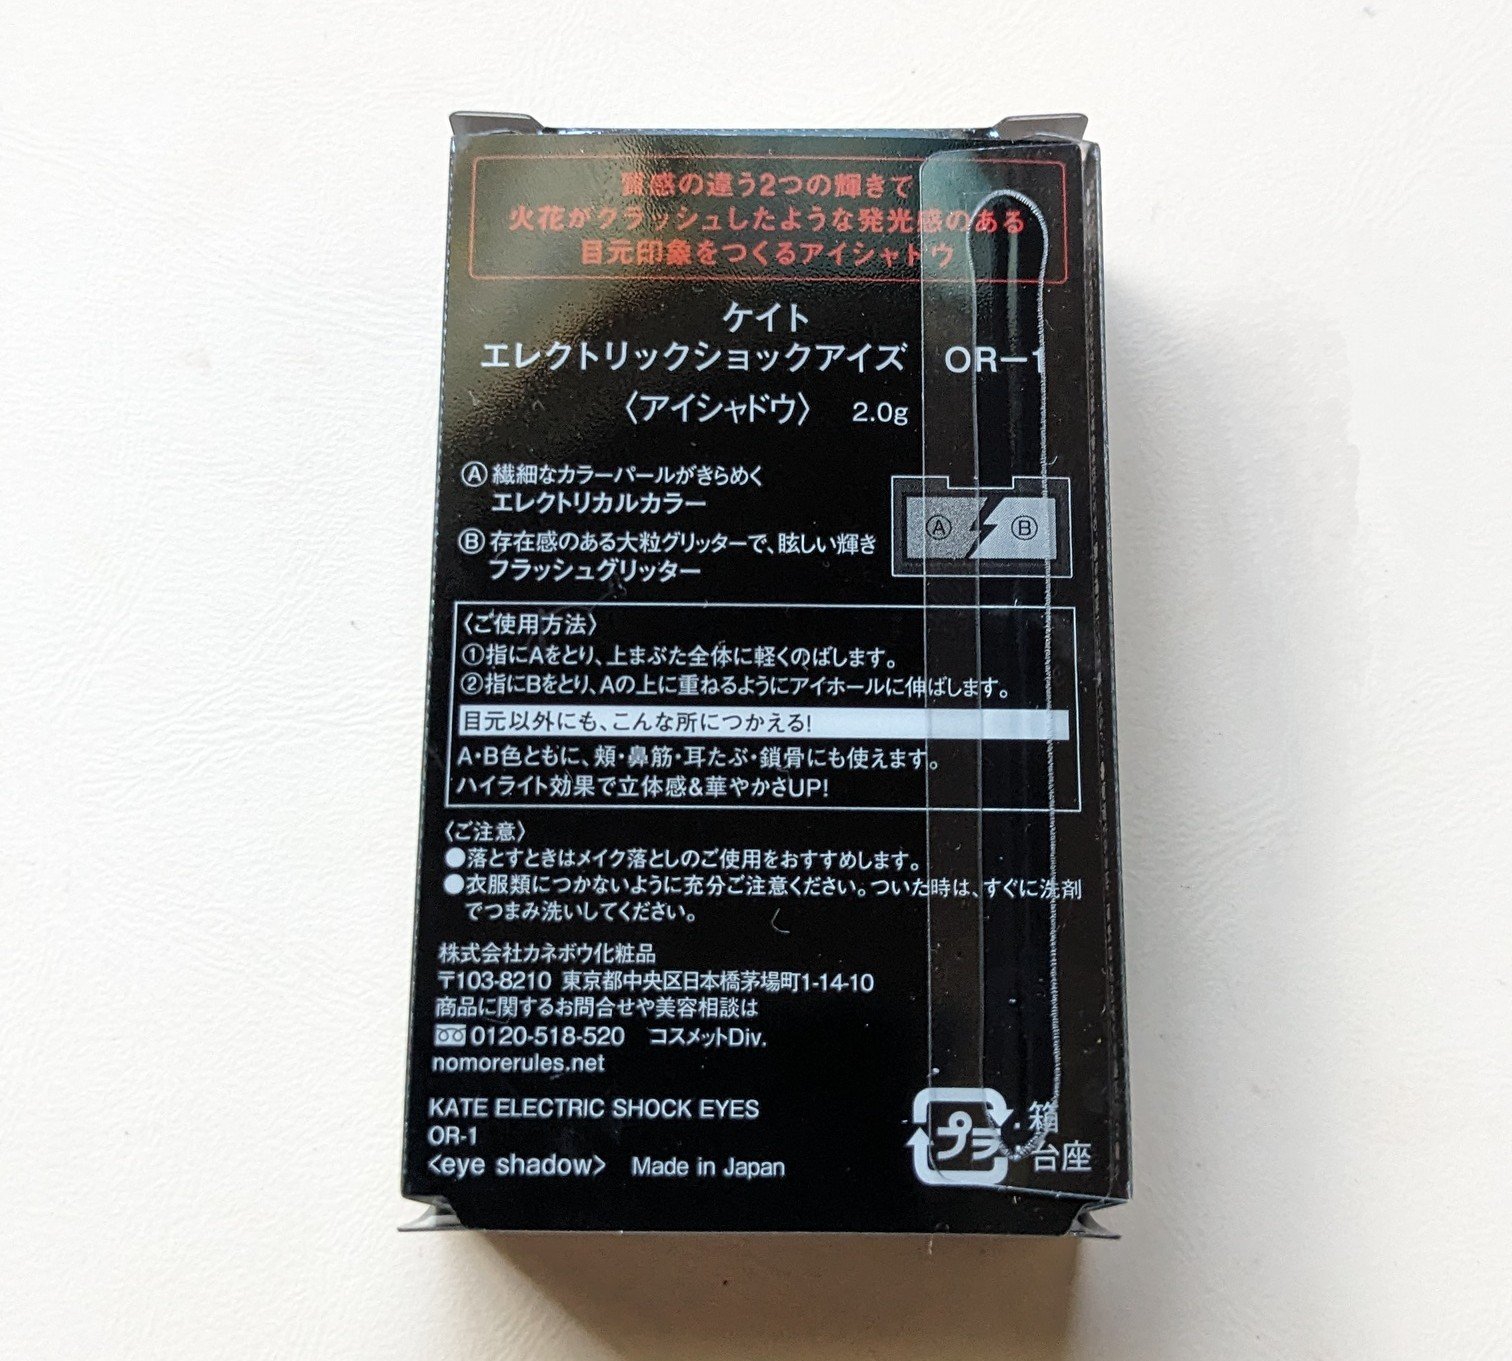 質感の違う2つの輝きで
火花がクラッシュしたような発光感のある
目元印象をつくるアイシャドウ
ケイト
エレクトリックショックアイズ　OR-1
〈アイシャドウ〉　2.0g
Ⓐ繊細なカラーパールがきらめく
エレクトリカルカラー
Ⓑ存在感のある大粒グリッターで、眩しい輝き
フラッシュグリッター
Ⓐ Ⓑ
〈ご使用方法〉
①指にAをとり、上まぶた全体に軽くのばします。
②指にBをとり、Aの上に重ねるようにアイホールに伸ばします。
目元以外にも、こんな所につかえる!
A・B色ともに、頬・鼻筋・耳たぶ・鎖骨にも使えます。
ハイライト効果で立体感&華やかさUP!
〈ご注意〉
●落とすときはメイク落としのご使用をおすすめします。
●衣服類につかないように充分ご注意ください。ついた時は、すぐに洗剤
でつまみ洗いしてください。
株式会社カネボウ化粧品
〒103-8210 東京都中央区日本橋茅場町1-14-10
商品に関するお問合せや美容相談は
0120-518-520　コスメットDiv.
nomorerules.net
KATE ELECTRIC SHOCK EYES
OR-1
<eye shadow>　Made in Japan
プラ
箱
台座